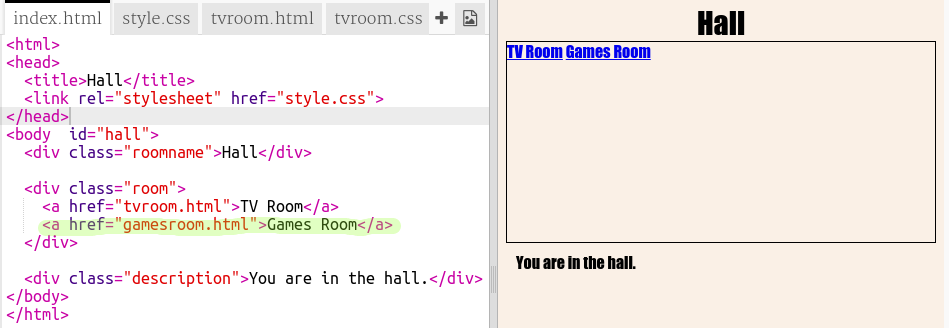 index.html style.css tvroom.html tvroom.css
<html>
<head>
<title>Hall</title>
<link rel="stylesheet" href="style.css">
</head>
<body  id="hall">
<div class="roomname">Hall</div>
<div class="room">
<a href="tvroom.html">TV Room</a>
<a href="gamesroom.html">Games Room</a>
</div>
<div class="description">You are in the hall.</div>
</body>
</html>
Hall
TV Room Games Room
You are in the hall.